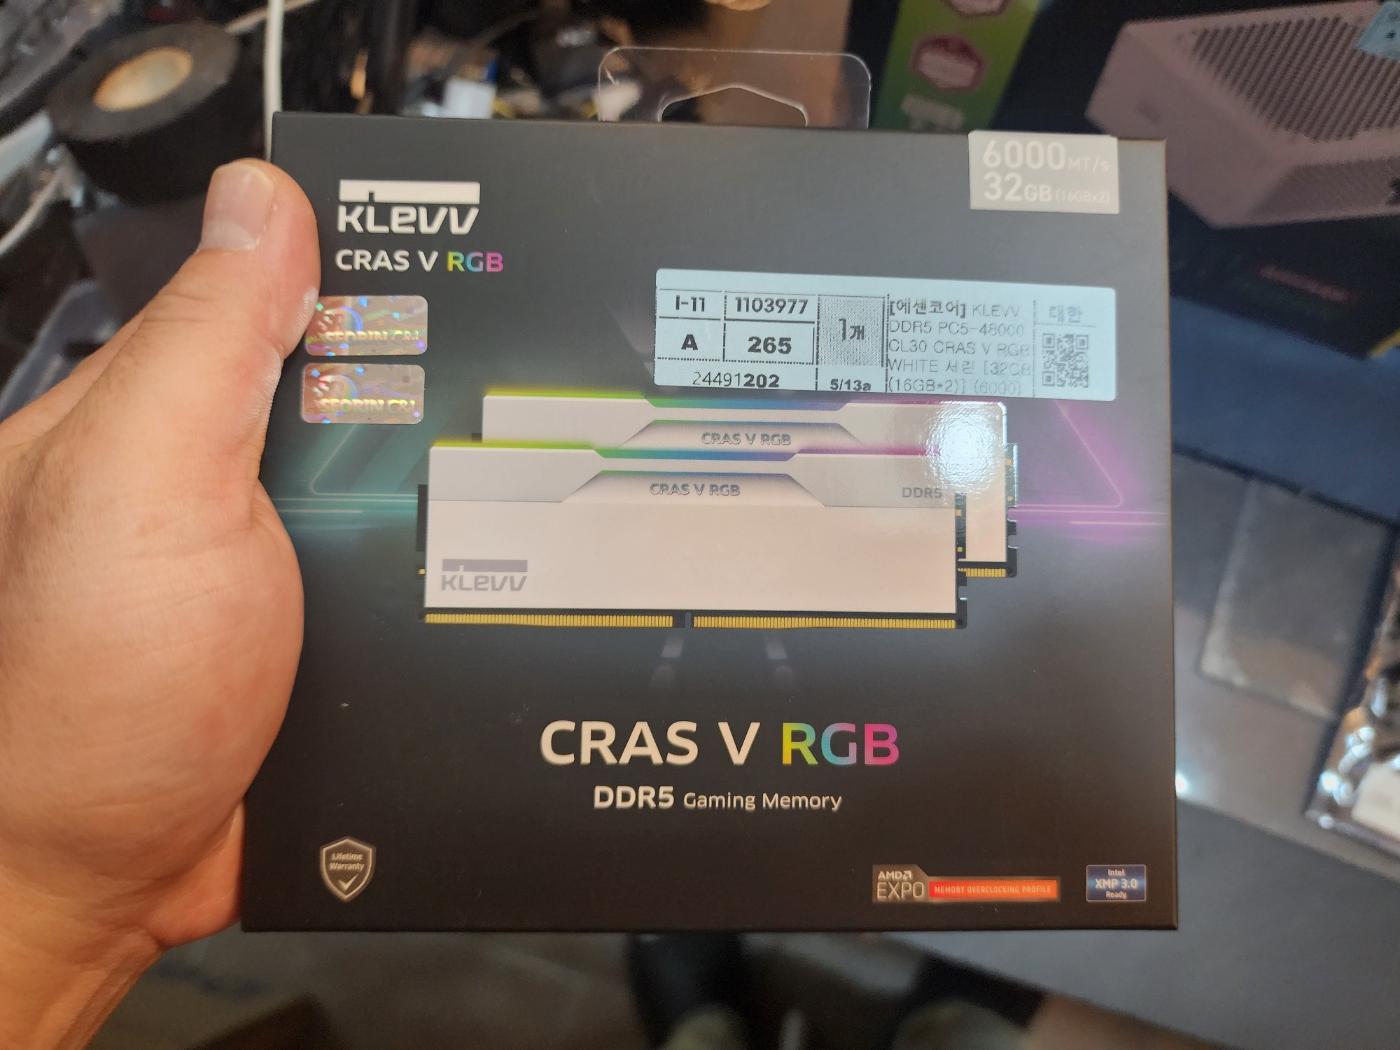 6000MT/s
32GB (16GBx2)
KLEVV
CRAS V RGB
SEORIN C&I
SEORIN C&I
I-11
1103977
A
265
24491202
1개
5/13a
[에센코어] KLEVV
DDR5 PC5-48000
CL30 CRAS V RGB
WHITE 서린 [32GB
(16GB*2)] (6000)
CRAS V RGB
CRAS V RGB
DDR5
KLEVV
CRAS V RGB
DDR5 Gaming Memory
Lifetime
Warranty
AMD
EXPO
MEMORY OVERCLOCKING PROFILE
Intel
XMP 3.0
Ready